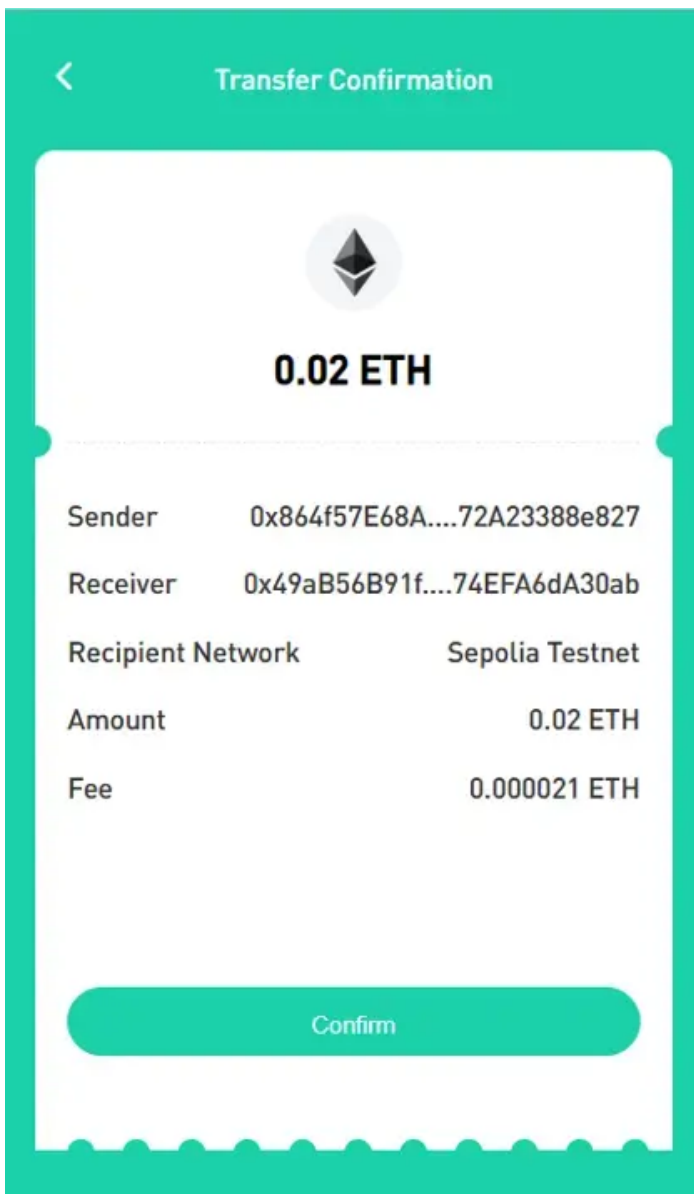 Transfer Confirmation
0.02 ETH
Sender 0x864f57E68A....72A23388e827
Receiver 0x49aB56B91f....74EFA6dA30ab
Recipient Network Sepolia Testnet
Amount 0.02 ETH
Fee 0.000021 ETH
Confirm